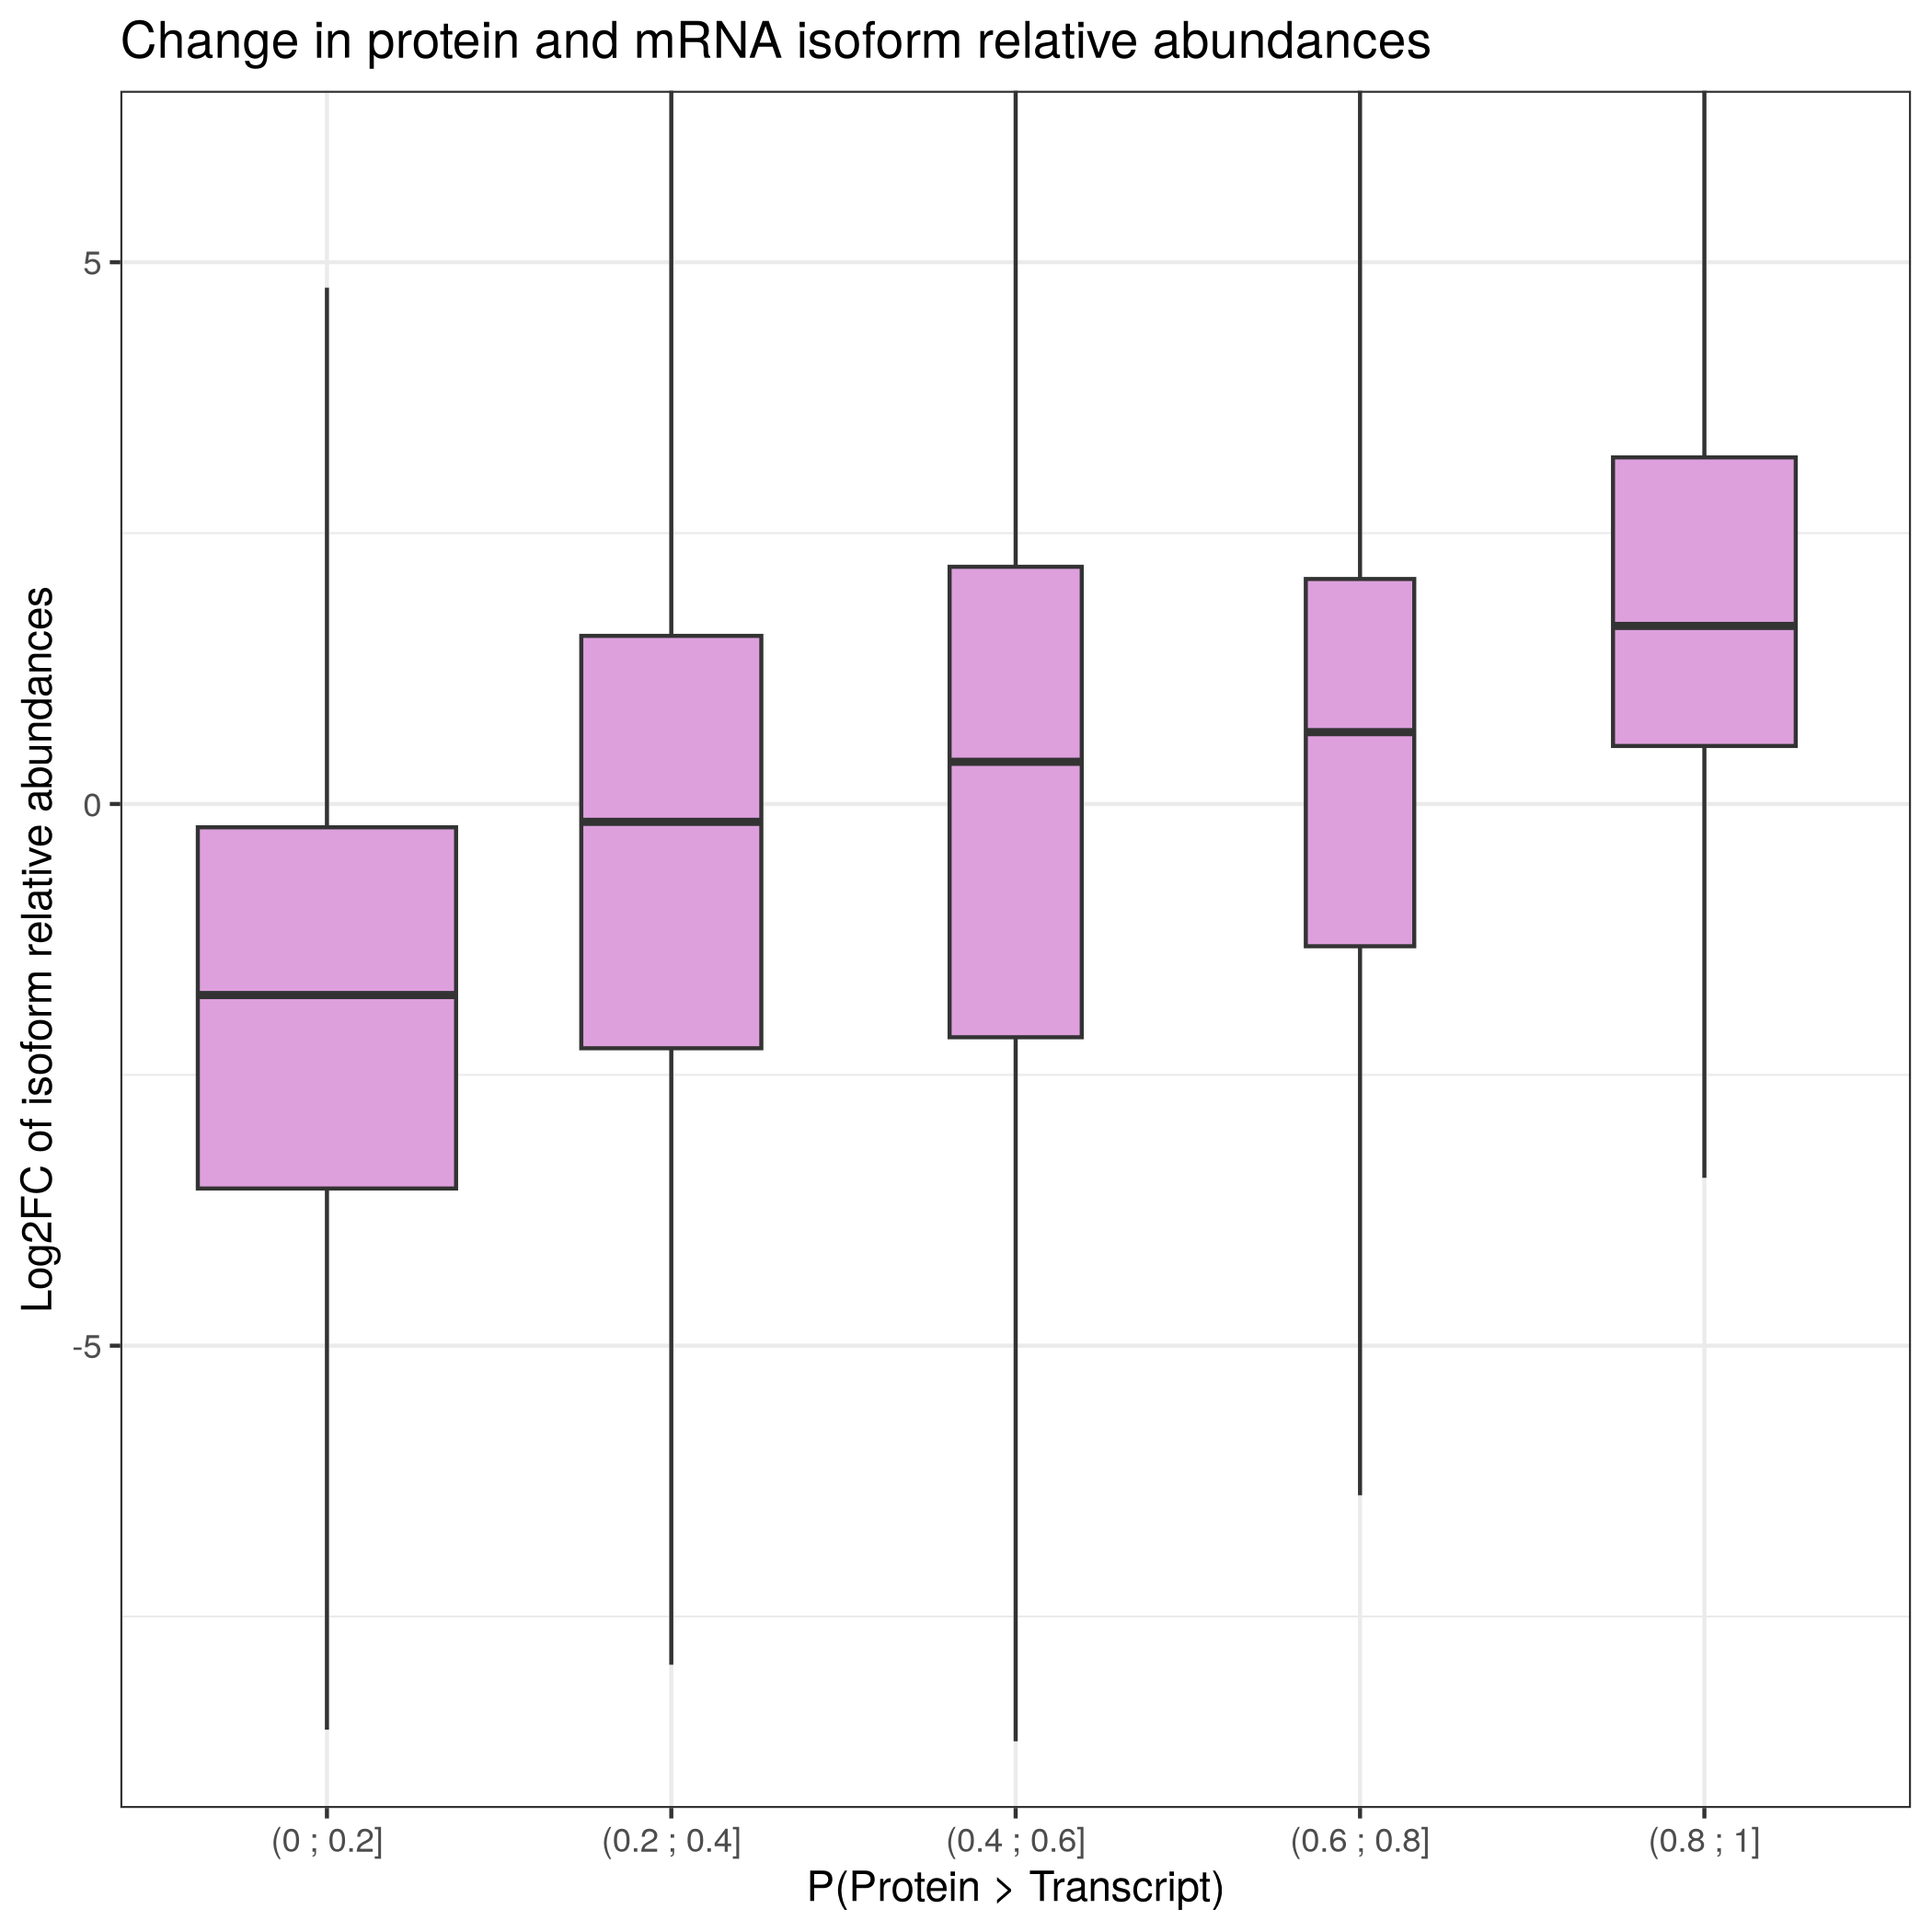 Change in protein and mRNA isoform relative abundances
Log2FC of isoform relative abundances
5
0
-5
(0 ; 0.2]
(0.2 ; 0.4]
(0.4 ; 0.6]
(0.6 ; 0.8]
(0.8 ; 1]
P(Protein > Transcript)